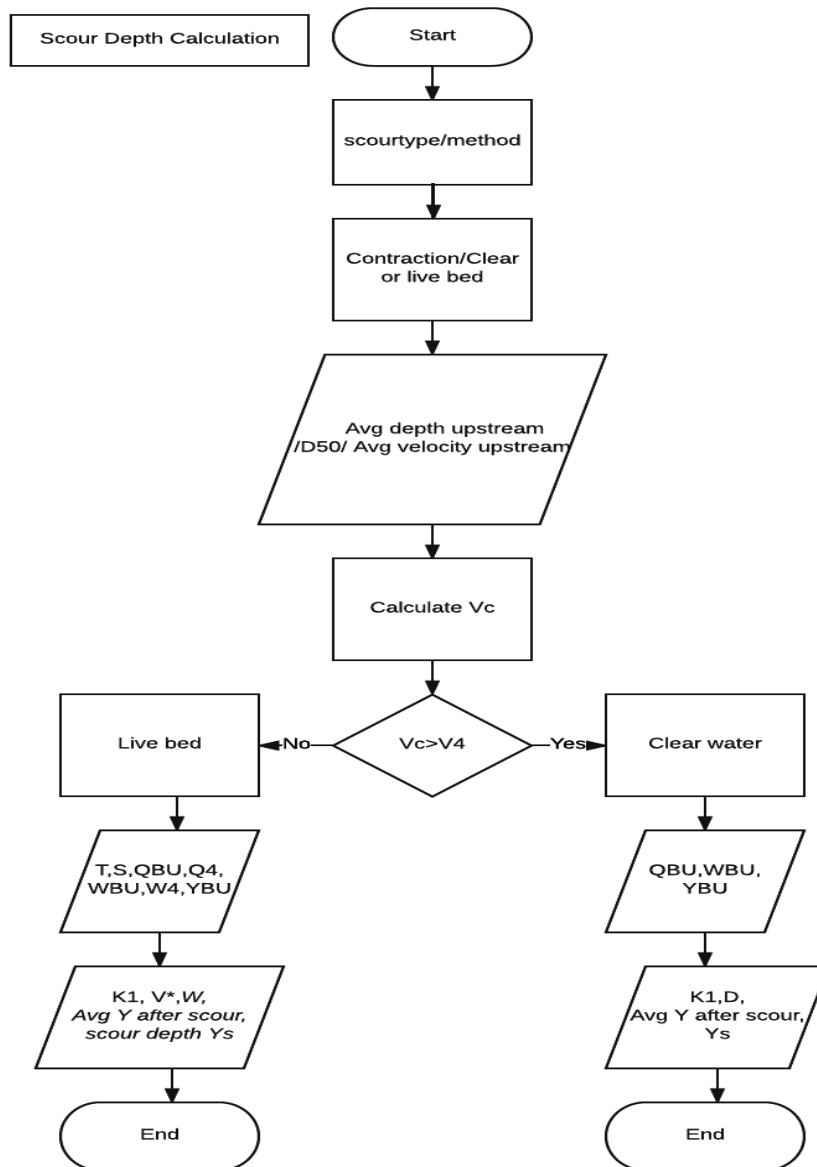 Scour Depth Calculation
Start
scourtype/method
Contraction/Clear
or live bed
Avg depth upstream
/D50/ Avg velocity upstream
Calculate Vc
Live bed
No
Vc>V4
Yes
Clear water
T,S,QBU,Q4,
WBU,W4,YBU
QBU,WBU,
YBU
K1, V*,W,
Avg Y after scour,
scour depth Ys
K1,D,
Avg Y after scour,
Ys
End
End